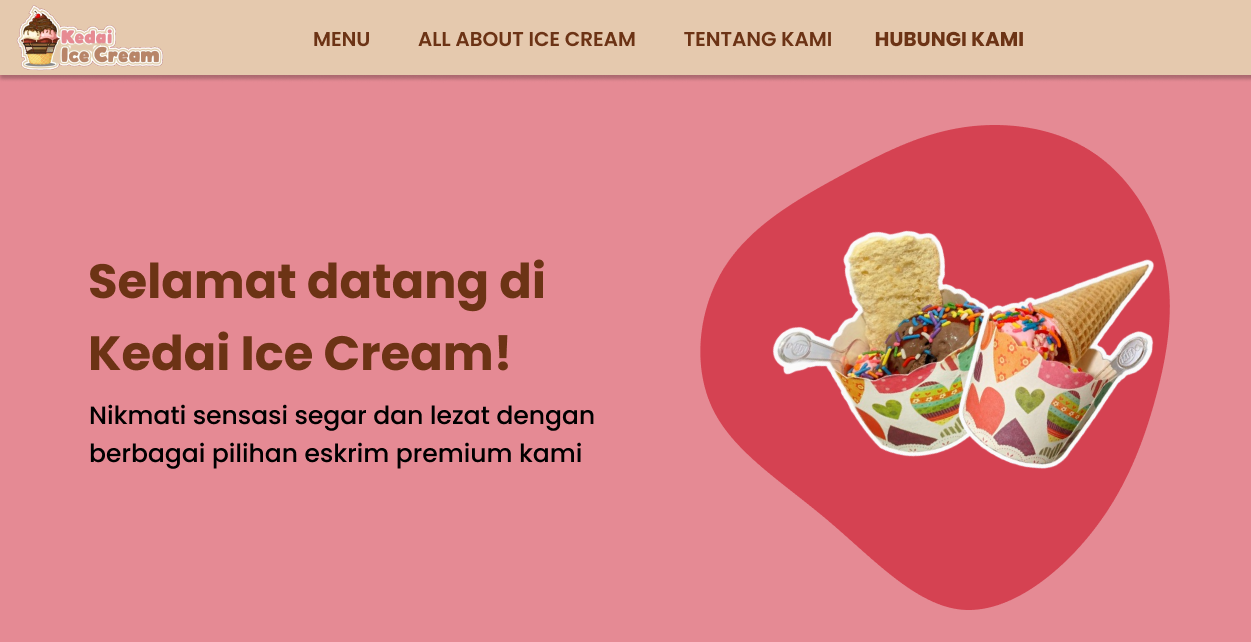 Kedai
Ice Cream
MENU
ALL ABOUT ICE CREAM
TENTANG KAMI
HUBUNGI KAMI
Selamat datang di
Kedai Ice Cream!
Nikmati sensasi segar dan lezat dengan
berbagai pilihan eskrim premium kami